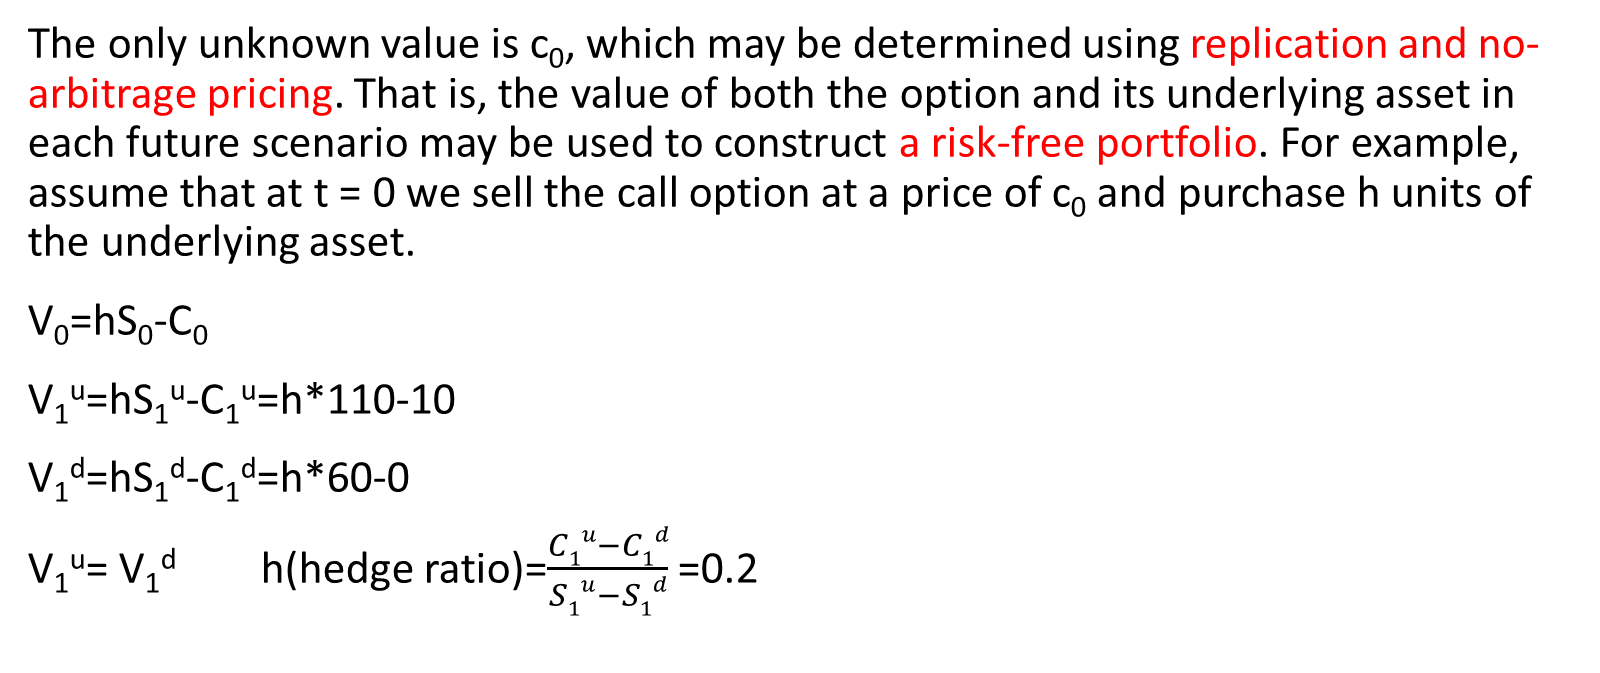 The only unknown value is c₀, which may be determined using replication and no-
arbitrage pricing. That is, the value of both the option and its underlying asset in
each future scenario may be used to construct a risk-free portfolio. For example,
assume that at t = 0 we sell the call option at a price of c₀ and purchase h units of
the underlying asset.
V₀=hS₀-C₀
V₁ᵘ=hS₁ᵘ-C₁ᵘ=h*110-10
V₁ᵈ=hS₁ᵈ-C₁ᵈ=h*60-0
V₁ᵘ= V₁ᵈ h(hedge ratio)=\frac{C₁ᵘ−C₁ᵈ}{S₁ᵘ−S₁ᵈ} =0.2